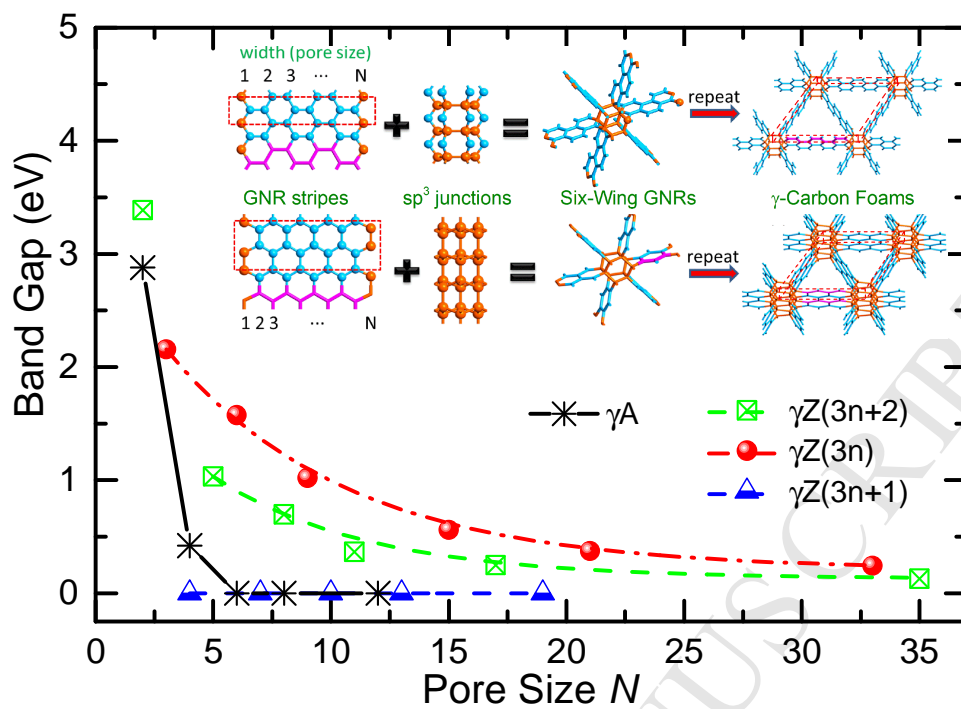 5
4
3
2
1
0
Band Gap (eV)
width (pore size)
1 2 3 ... N
repeat
GNR stripes
sp³ junctions
Six-Wing GNRs
γ-Carbon Foams
repeat
1 2 3 ... N
γA
γZ(3n+2)
γZ(3n)
γZ(3n+1)
0 5 10 15 20 25 30 35
Pore Size N